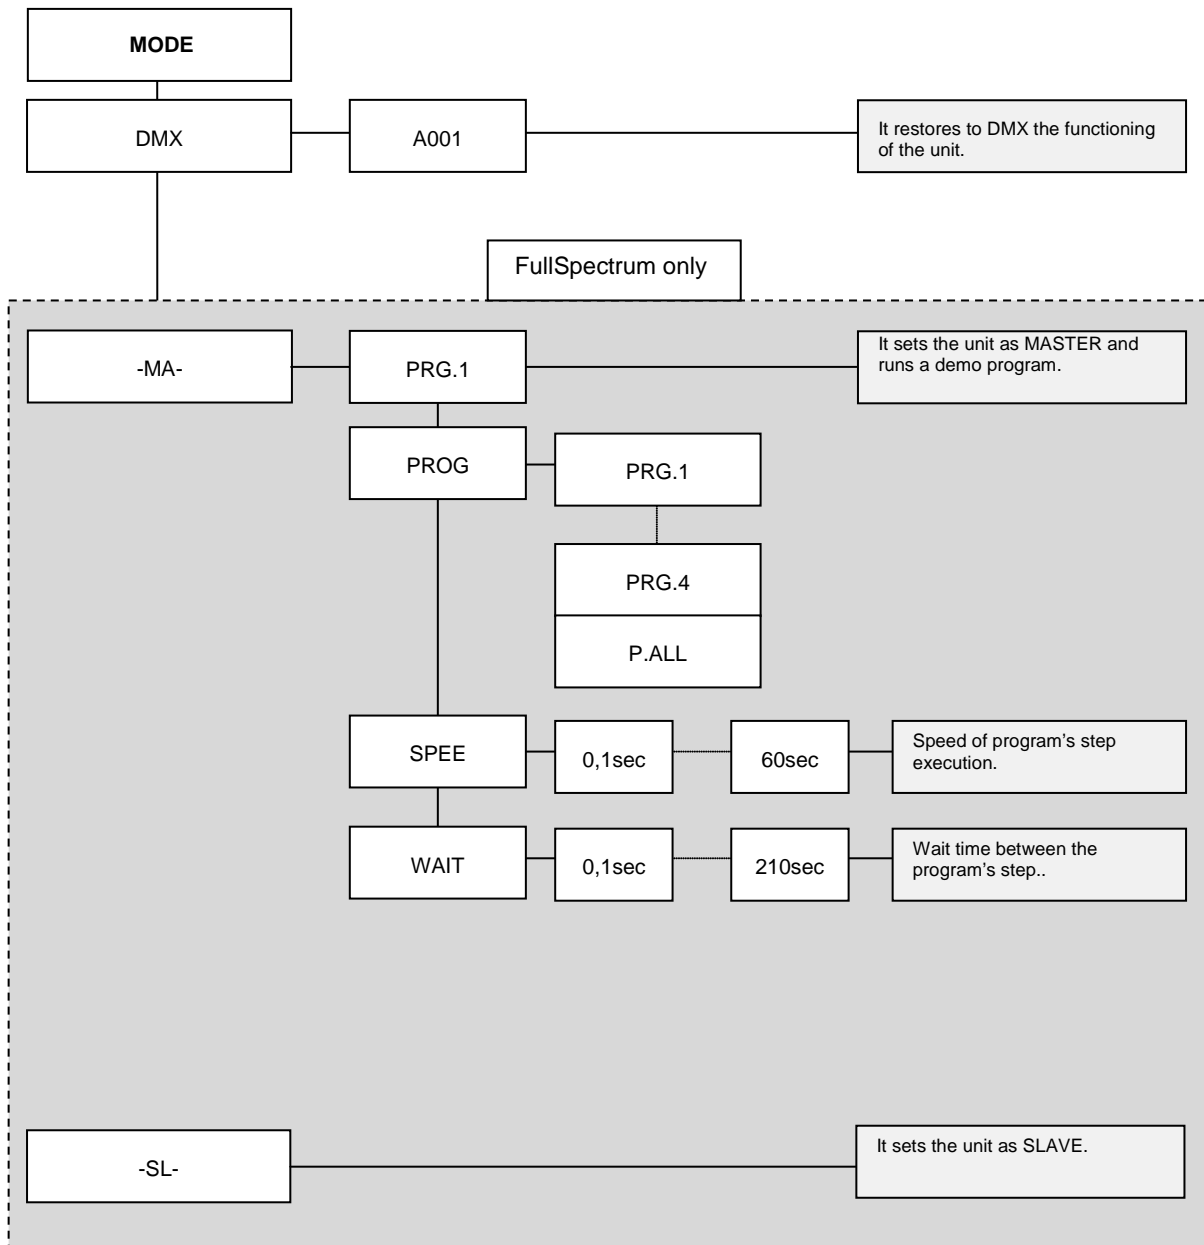 MODE
DMX
A001
It restores to DMX the functioning
of the unit.
FullSpectrum only
-MA-
PRG.1
It sets the unit as MASTER and
runs a demo program.
PROG
PRG.1
PRG.4
P.ALL
SPEE
0,1sec
60sec
Speed of program’s step
execution.
WAIT
0,1sec
210sec
Wait time between the
program’s step..
-SL-
It sets the unit as SLAVE.